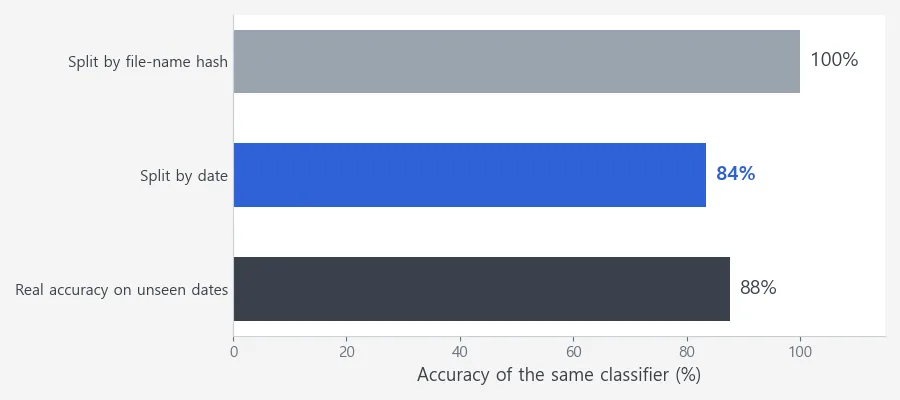 Split by file-name hash
100%
Split by date
84%
Real accuracy on unseen dates
88%
0 20 40 60 80 100
Accuracy of the same classifier (%)